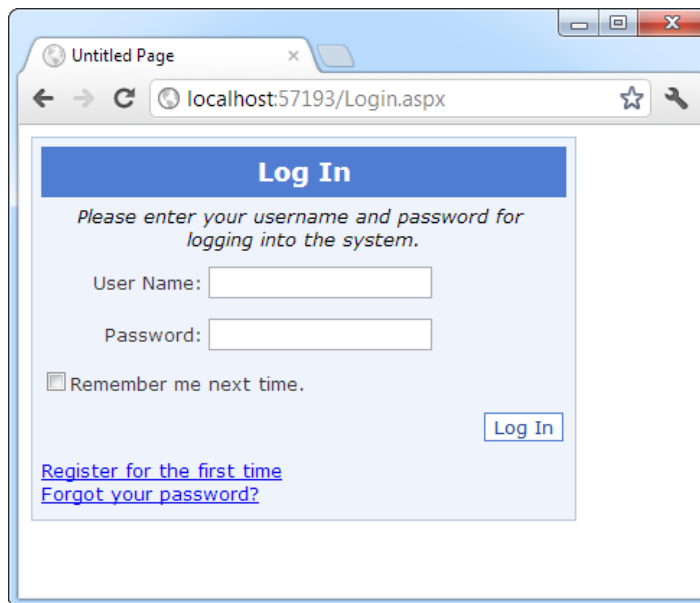 Untitled Page
localhost:57193/Login.aspx
Log In
Please enter your username and password for
logging into the system.
User Name:
Password:
Remember me next time.
Log In
Register for the first time
Forgot your password?